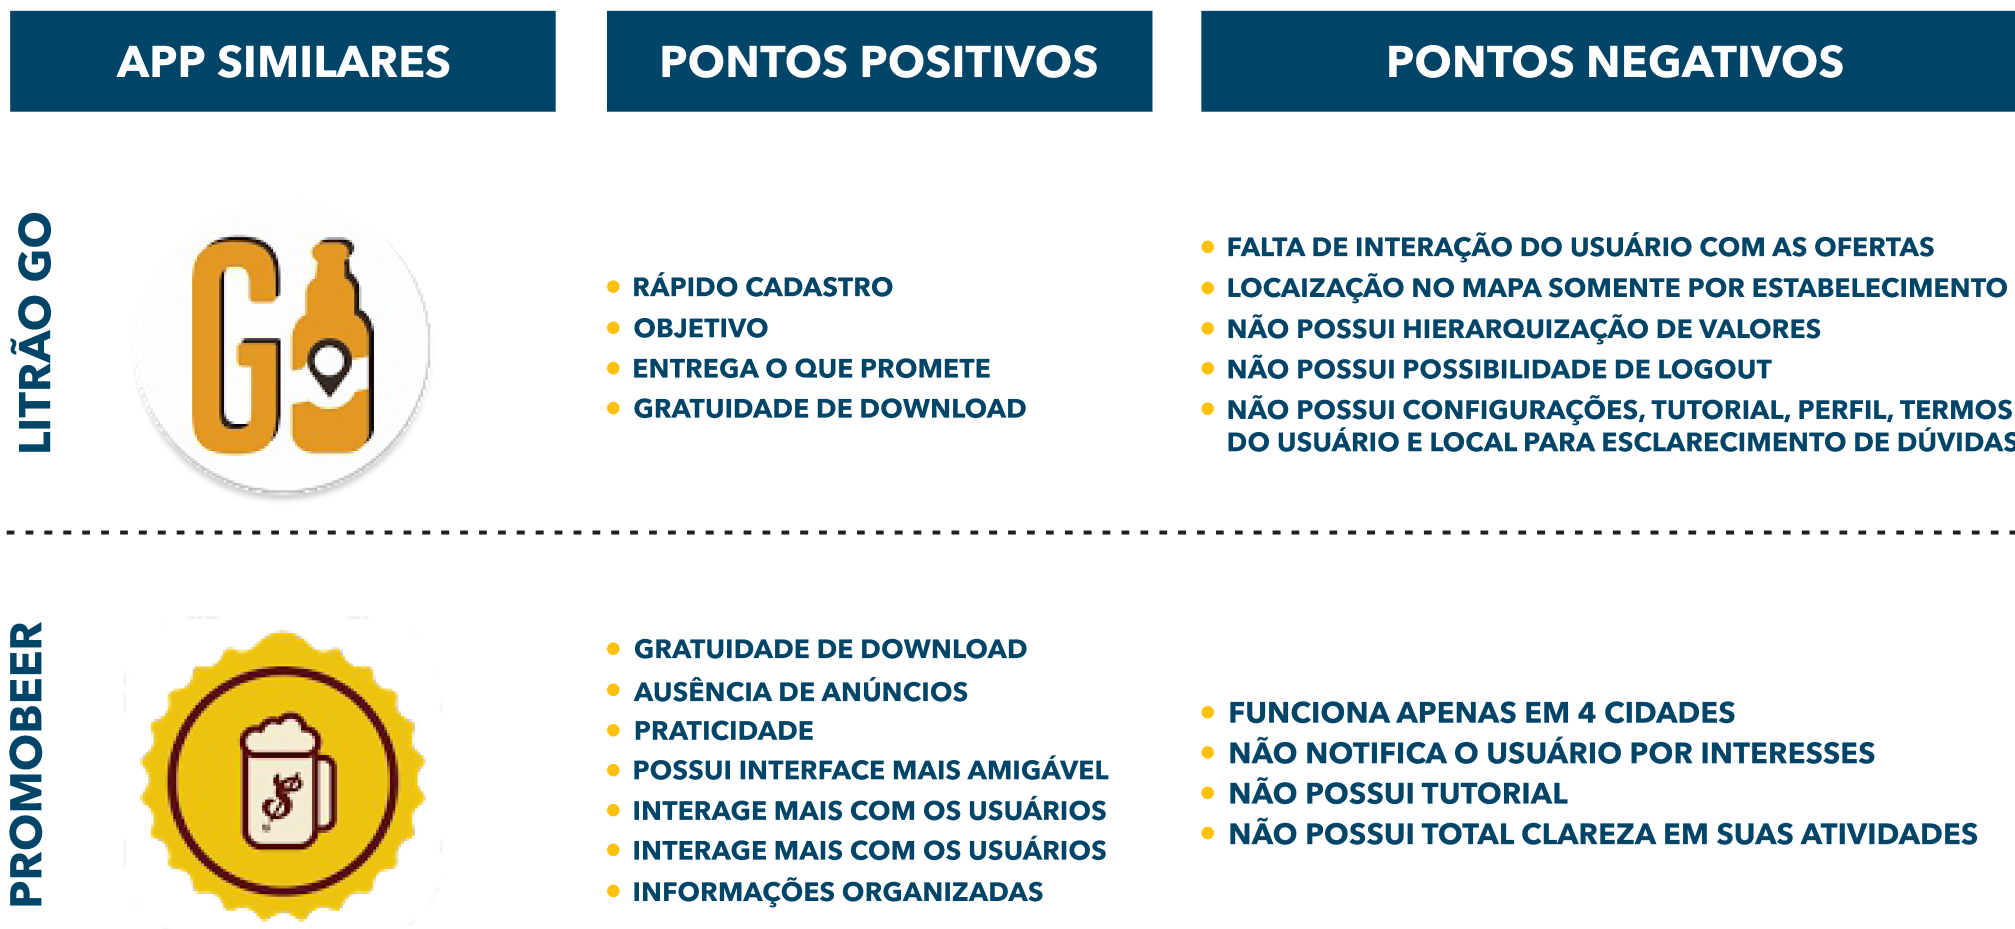 APP SIMILARES
PONTOS POSITIVOS
PONTOS NEGATIVOS
LITRÃO GO
GO
RÁPIDO CADASTRO
OBJETIVO
ENTREGA O QUE PROMETE
GRATUIDADE DE DOWNLOAD
FALTA DE INTERAÇÃO DO USUÁRIO COM AS OFERTAS
LOCAIZAÇÃO NO MAPA SOMENTE POR ESTABELECIMENTO
NÃO POSSUI HIERARQUIZAÇÃO DE VALORES
NÃO POSSUI POSSIBILIDADE DE LOGOUT
NÃO POSSUI CONFIGURAÇÕES, TUTORIAL, PERFIL, TERMOS
DO USUÁRIO E LOCAL PARA ESCLARECIMENTO DE DÚVIDAS
PROMOBEER
GRATUIDADE DE DOWNLOAD
AUSÊNCIA DE ANÚNCIOS
PRATICIDADE
POSSUI INTERFACE MAIS AMIGÁVEL
INTERAGE MAIS COM OS USUÁRIOS
INTERAGE MAIS COM OS USUÁRIOS
INFORMAÇÕES ORGANIZADAS
FUNCIONA APENAS EM 4 CIDADES
NÃO NOTIFICA O USUÁRIO POR INTERESSES
NÃO POSSUI TUTORIAL
NÃO POSSUI TOTAL CLAREZA EM SUAS ATIVIDADES